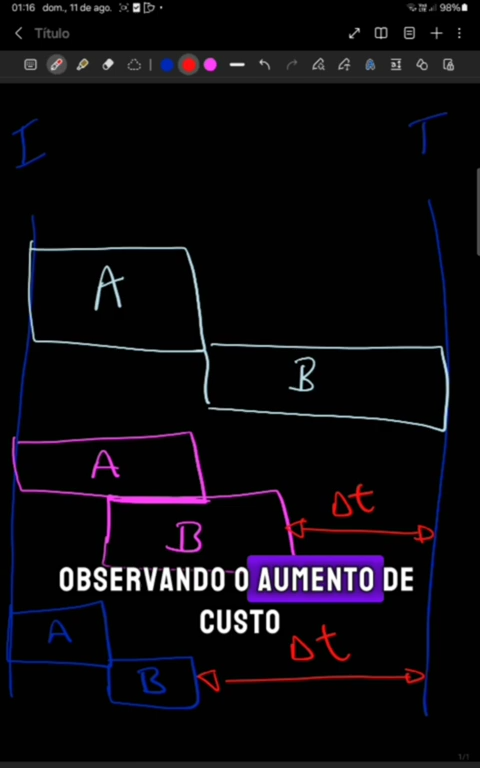 01:16 dom., 11 de ago.
98%
Título
I
T
A
B
A
Δt
B
OBSERVANDO O AUMENTO DE
CUSTO
A
Δt
B
1/1